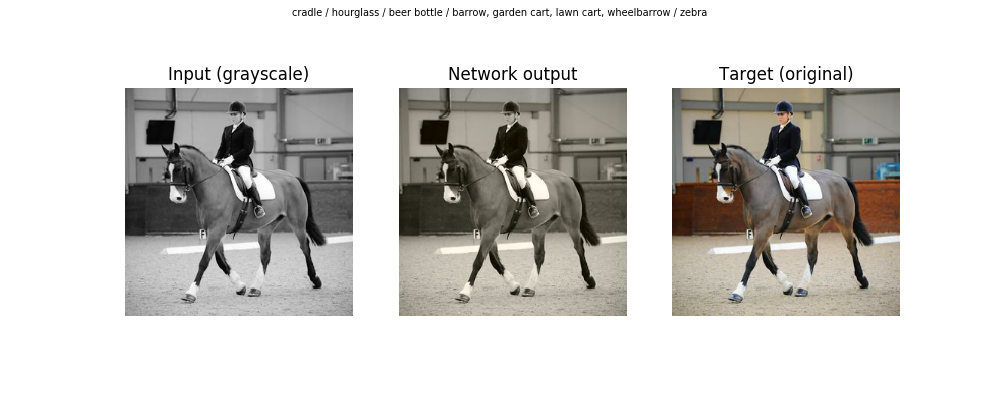 cradle / hourglass / beer bottle / barrow, garden cart, lawn cart, wheelbarrow / zebra
Input (grayscale)
Network output
Target (original)